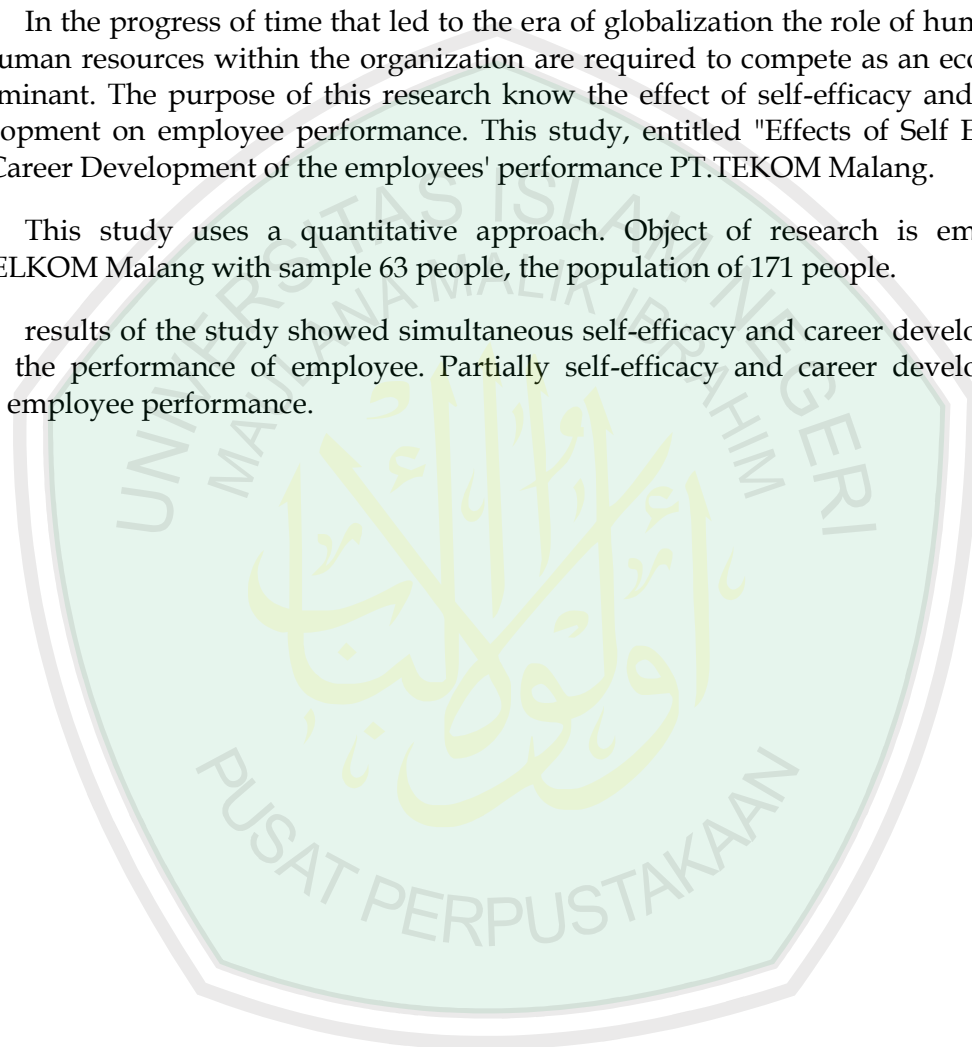 In the progress of time that led to the era of globalization the role of hum
uman resources within the organization are required to compete as an eco
minant. The purpose of this research know the effect of self-efficacy and
opment on employee performance. This study, entitled "Effects of Self E
Career Development of the employees' performance PT.TEKOM Malang.
This study uses a quantitative approach. Object of research is em
ELKOM Malang with sample 63 people, the population of 171 people.
results of the study showed simultaneous self-efficacy and career develo
the performance of employee. Partially self-efficacy and career develo
employee performance.
UNIVERSITAS ISLAM NEGERI
MAULANA MALIK IBRAHIM
PUSAT PERPUSTAKAAN